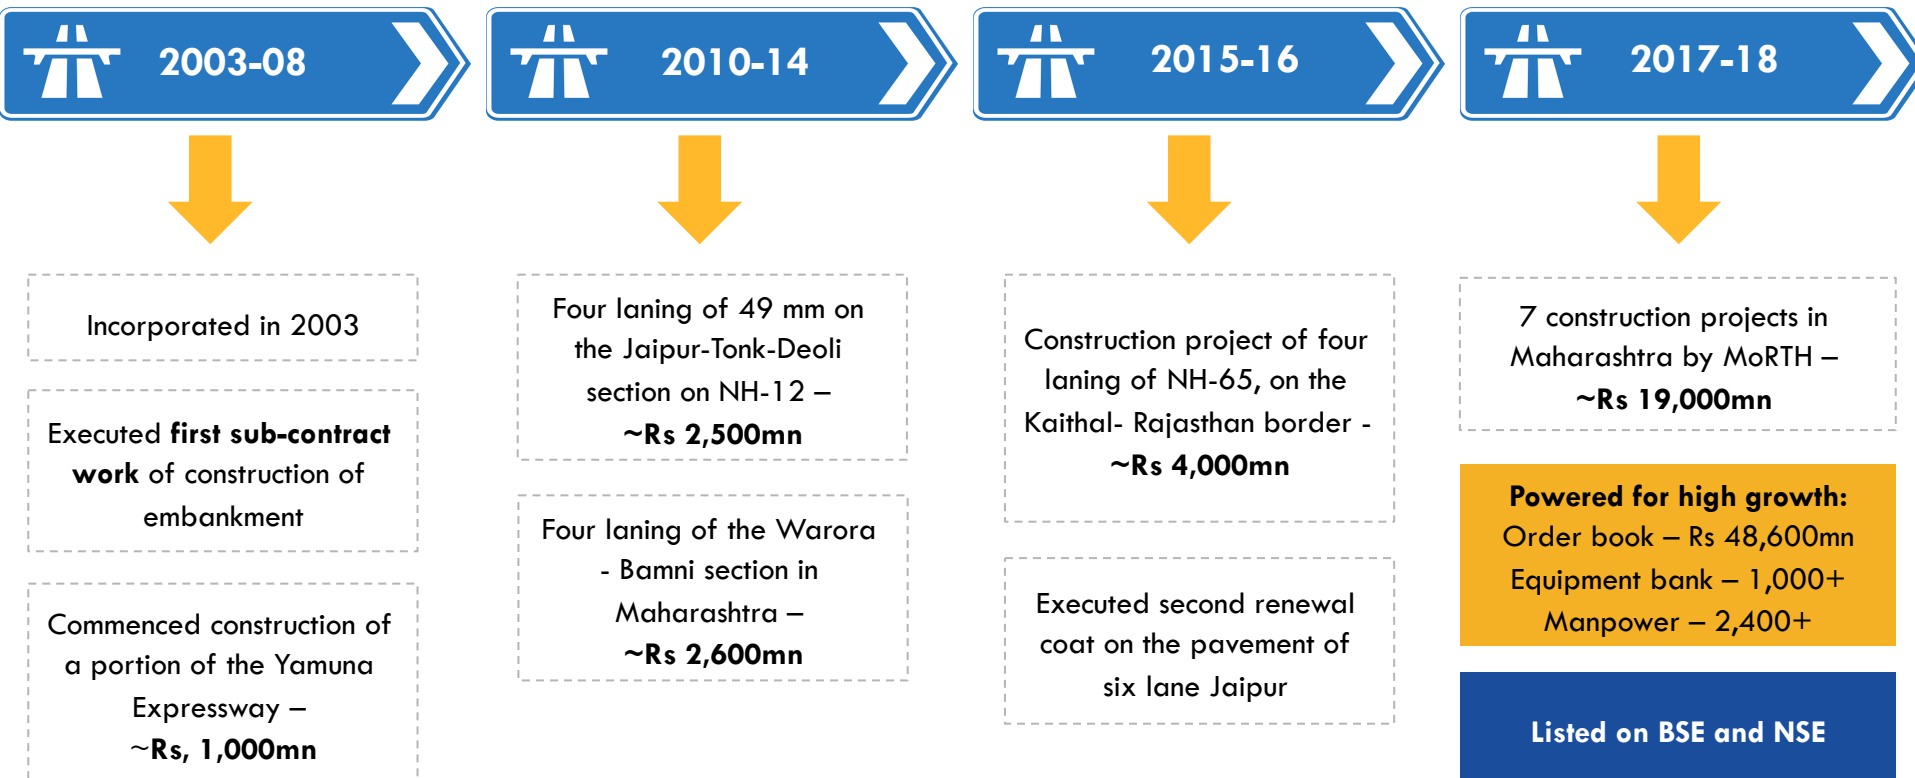 2003-08
Incorporated in 2003
Executed first sub-contract
work of construction of
embankment
Commenced construction of
a portion of the Yamuna
Expressway –
~Rs, 1,000mn
2010-14
Four laning of 49 mm on
the Jaipur-Tonk-Deoli
section on NH-12 –
~Rs 2,500mn
Four laning of the Warora
- Bamni section in
Maharashtra –
~Rs 2,600mn
2015-16
Construction project of four
laning of NH-65, on the
Kaithal- Rajasthan border -
~Rs 4,000mn
Executed second renewal
coat on the pavement of
six lane Jaipur
2017-18
7 construction projects in
Maharashtra by MoRTH –
~Rs 19,000mn
Powered for high growth:
Order book – Rs 48,600mn
Equipment bank – 1,000+
Manpower – 2,400+
Listed on BSE and NSE